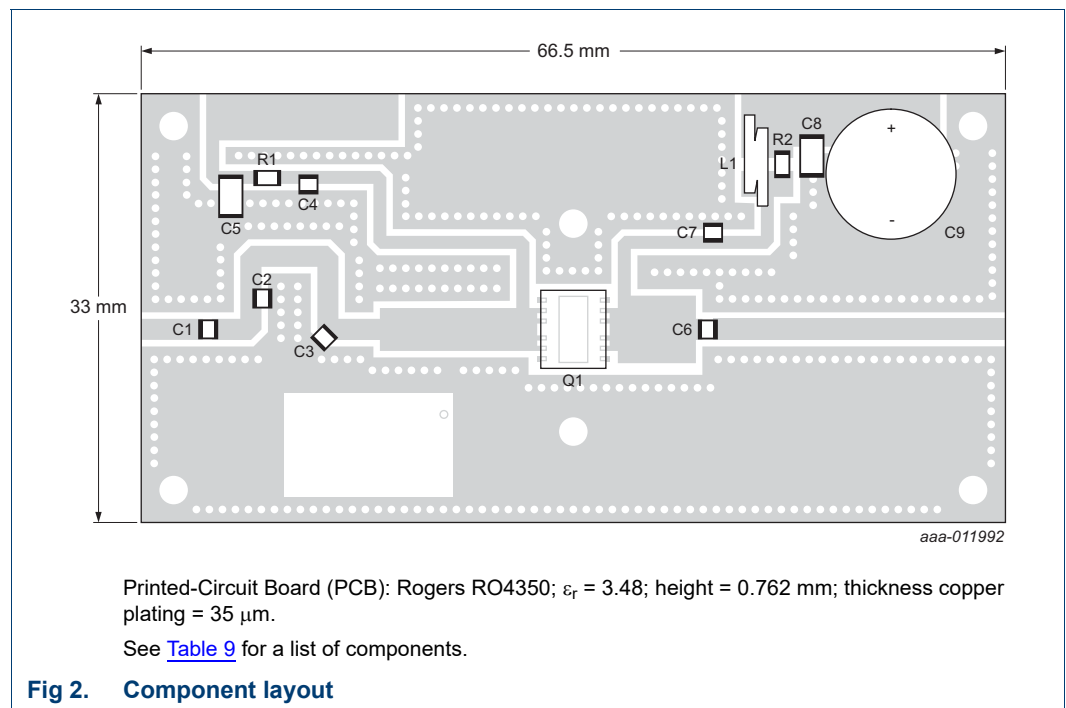 66.5 mm
C8
R2
+
L1
R1
C4
C5
C7
-
C9
C2
33 mm
C1
C3
C6
Q1
aaa-011992
Printed-Circuit Board (PCB): Rogers RO4350; εr = 3.48; height = 0.762 mm; thickness copper
plating = 35 μm.
See Table 9 for a list of components.
Fig 2. Component layout